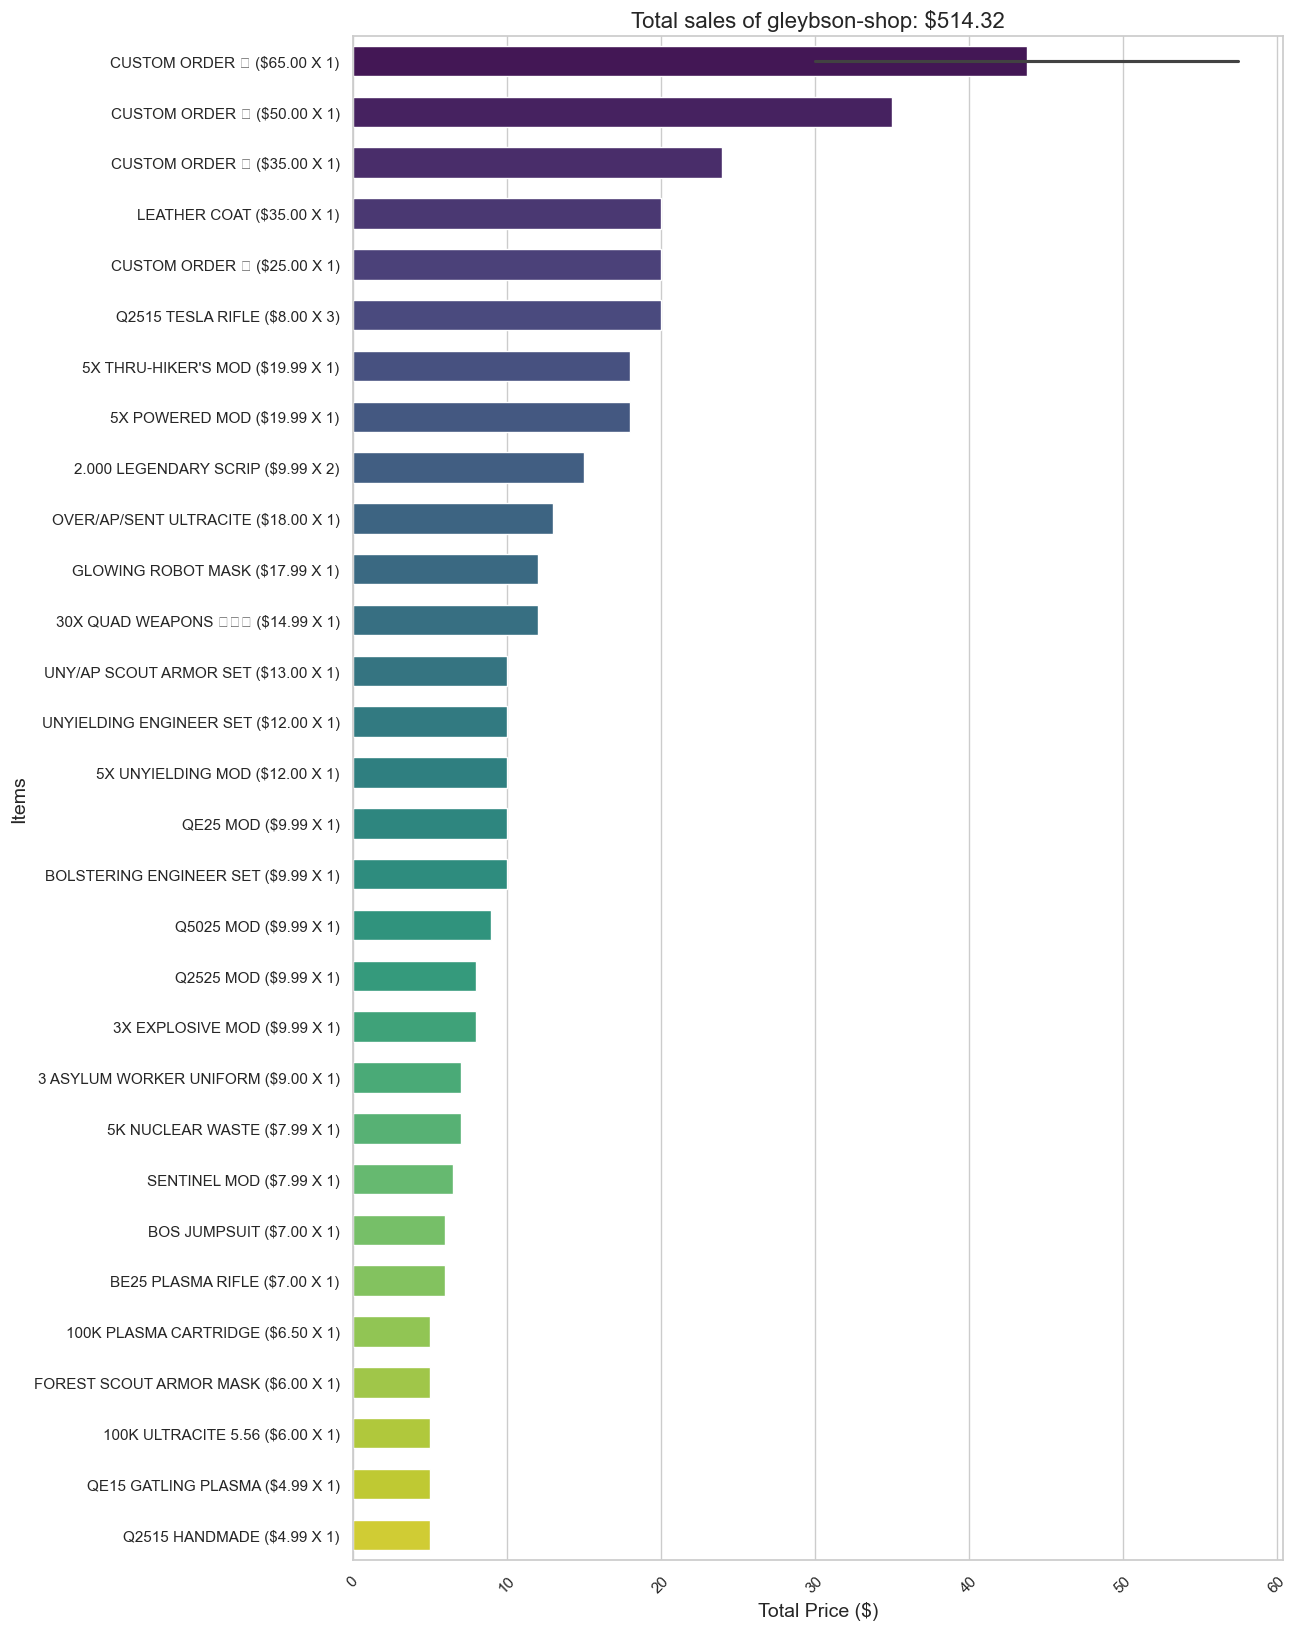 Total sales of gleybson-shop: $514.32
CUSTOM ORDER ▯ ($65.00 X 1)
CUSTOM ORDER ▯ ($50.00 X 1)
CUSTOM ORDER ▯ ($35.00 X 1)
LEATHER COAT ($35.00 X 1)
CUSTOM ORDER ▯ ($25.00 X 1)
Q2515 TESLA RIFLE ($8.00 X 3)
5X THRU-HIKER'S MOD ($19.99 X 1)
5X POWERED MOD ($19.99 X 1)
2.000 LEGENDARY SCRIP ($9.99 X 2)
OVER/AP/SENT ULTRACITE ($18.00 X 1)
GLOWING ROBOT MASK ($17.99 X 1)
30X QUAD WEAPONS ▯▯▯ ($14.99 X 1)
UNY/AP SCOUT ARMOR SET ($13.00 X 1)
UNYIELDING ENGINEER SET ($12.00 X 1)
5X UNYIELDING MOD ($12.00 X 1)
QE25 MOD ($9.99 X 1)
BOLSTERING ENGINEER SET ($9.99 X 1)
Q5025 MOD ($9.99 X 1)
Q2525 MOD ($9.99 X 1)
3X EXPLOSIVE MOD ($9.99 X 1)
3 ASYLUM WORKER UNIFORM ($9.00 X 1)
5K NUCLEAR WASTE ($7.99 X 1)
SENTINEL MOD ($7.99 X 1)
BOS JUMPSUIT ($7.00 X 1)
BE25 PLASMA RIFLE ($7.00 X 1)
100K PLASMA CARTRIDGE ($6.50 X 1)
FOREST SCOUT ARMOR MASK ($6.00 X 1)
100K ULTRACITE 5.56 ($6.00 X 1)
QE15 GATLING PLASMA ($4.99 X 1)
Q2515 HANDMADE ($4.99 X 1)
Items
0 10 20 30 40 50 60
Total Price ($)